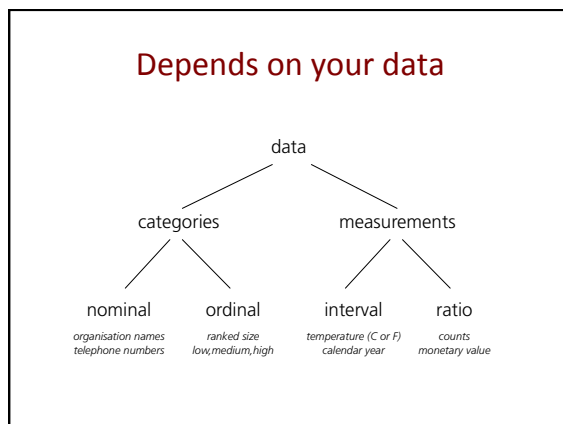 Depends on your data
data
categories measurements
nominal ordinal interval ratio
organisation names ranked size temperature (C or F) counts
telephone numbers low,medium,high calendar year monetary value